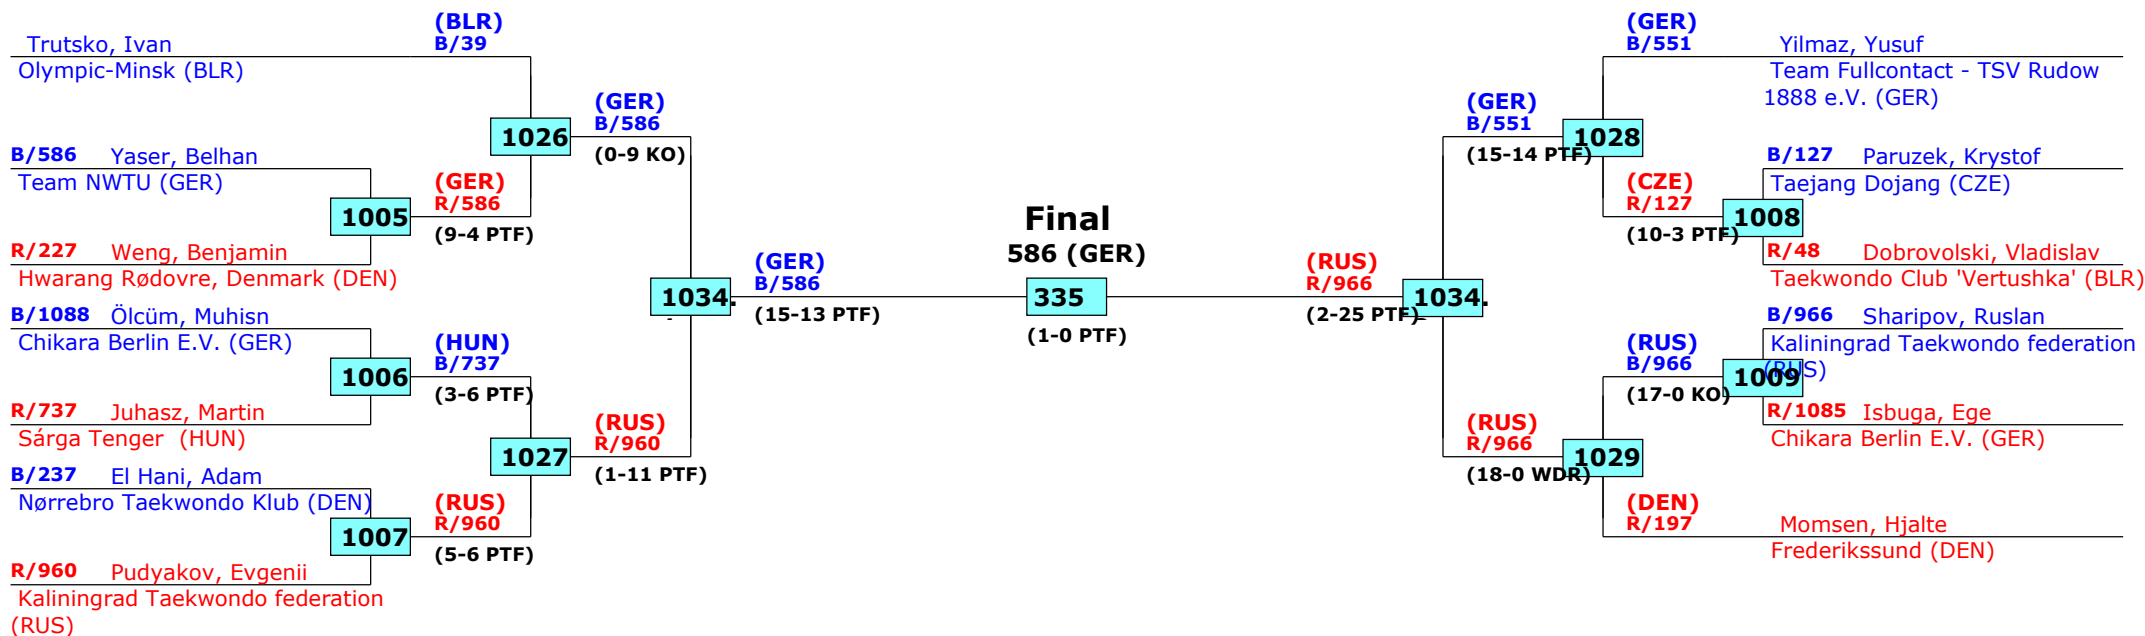 (BLR)
B/39
Trutsko, Ivan
Olympic-Minsk (BLR)
(GER)
B/586
1026
(0-9 KO)
B/586 Yaser, Belhan
Team NWTU (GER)
(GER)
R/586
1005
(9-4 PTF)
R/227 Weng, Benjamin
Hwarang Rødovre, Denmark (DEN)
(GER)
B/586
1034.
(15-13 PTF)
B/1088 Ölcüm, Muhisn
Chikara Berlin E.V. (GER)
(HUN)
B/737
1006
(3-6 PTF)
R/737 Juhasz, Martin
Sárga Tenger (HUN)
(RUS)
R/960
1027
(1-11 PTF)
B/237 El Hani, Adam
Nørrebro Taekwondo Klub (DEN)
(RUS)
R/960
1007
(5-6 PTF)
R/960 Pudyakov, Evgenii
Kaliningrad Taekwondo federation
(RUS)
Final
586 (GER)
335
(1-0 PTF)
(GER)
B/551
Yilmaz, Yusuf
Team Fullcontact - TSV Rudow
1888 e.V. (GER)
(GER)
B/551
1028
(15-14 PTF)
B/127 Paruzek, Krystof
Taejang Dojang (CZE)
(CZE)
R/127
1008
(10-3 PTF)
R/48 Dobrovolski, Vladislav
Taekwondo Club 'Vertushka' (BLR)
(RUS)
R/966
1034.
(2-25 PTF)
B/966 Sharipov, Ruslan
Kaliningrad Taekwondo federation
(RUS)
(RUS)
B/966
1009
(17-0 KO)
R/1085 Isbuga, Ege
Chikara Berlin E.V. (GER)
(RUS)
R/966
1029
(18-0 WDR)
(DEN)
R/197
Momsen, Hjalte
Frederikssund (DEN)